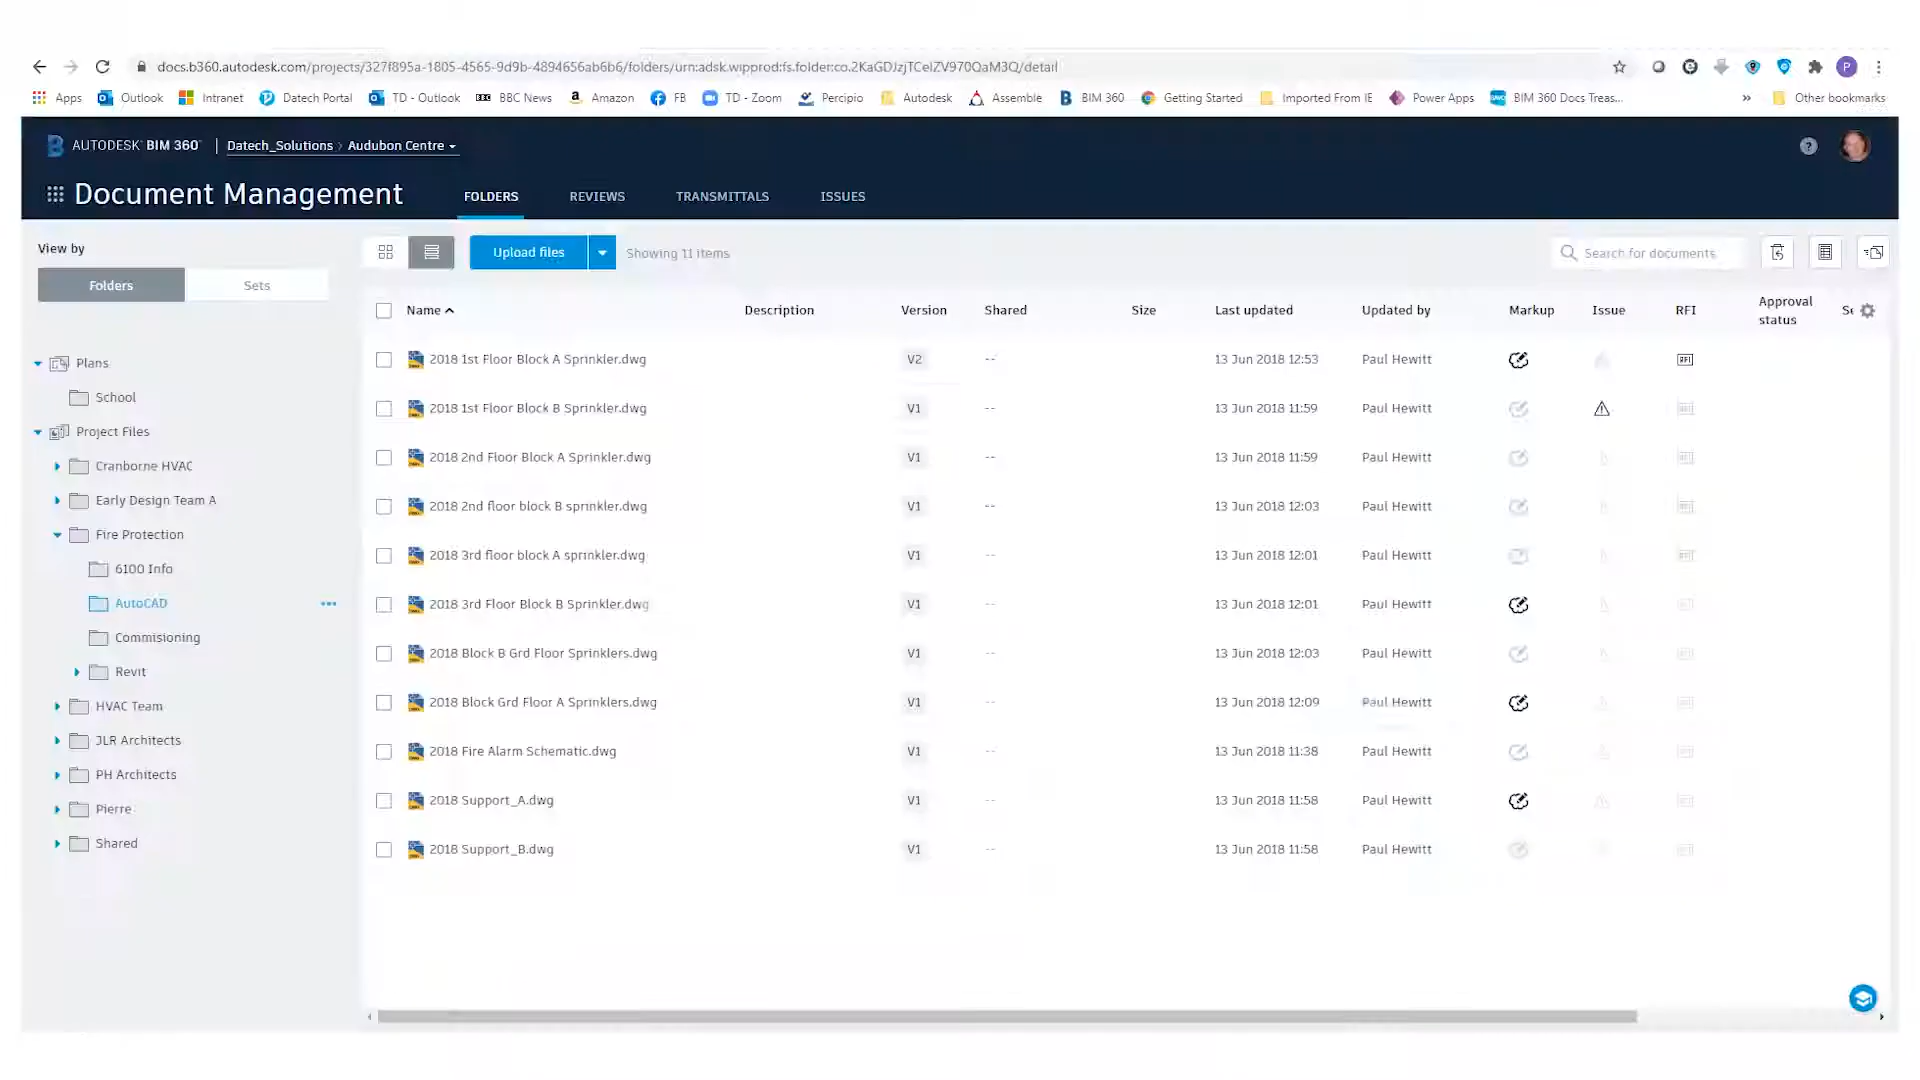 docs.b360.autodesk.com/projects/327f895a-1805-4565-9d9b-4894656ab6b6/folders/urn:adsk.wipprod:fs.folder:co.2KaGDJzjTCelZV970QaM3Q/detail
P
Apps Outlook Intranet Datech Portal TD - Outlook BBC News Amazon FB TD - Zoom Percipio Autodesk Assemble BIM 360 Getting Started Imported From IE Power Apps BIM 360 Docs Treas... » Other bookmarks
AUTODESK BIM 360 Datech_Solutions › Audubon Centre
Document Management FOLDERS REVIEWS TRANSMITTALS ISSUES
View by
Upload files Showing 11 items Search for documents
Folders Sets
Name Description Version Shared Size Last updated Updated by Markup Issue RFI Approval status
2018 1st Floor Block A Sprinkler.dwg V2 -- 13 Jun 2018 12:53 Paul Hewitt RFI
Plans
School
2018 1st Floor Block B Sprinkler.dwg V1 -- 13 Jun 2018 11:59 Paul Hewitt
Project Files
2018 2nd Floor Block A Sprinkler.dwg V1 -- 13 Jun 2018 11:59 Paul Hewitt
Cranborne HVAC
Early Design Team A
2018 2nd floor block B sprinkler.dwg V1 -- 13 Jun 2018 12:03 Paul Hewitt
Fire Protection
2018 3rd floor block A sprinkler.dwg V1 -- 13 Jun 2018 12:01 Paul Hewitt
6100 Info
AutoCAD
2018 3rd Floor Block B Sprinkler.dwg V1 -- 13 Jun 2018 12:01 Paul Hewitt
Commisioning
2018 Block B Grd Floor Sprinklers.dwg V1 -- 13 Jun 2018 12:03 Paul Hewitt
Revit
2018 Block Grd Floor A Sprinklers.dwg V1 -- 13 Jun 2018 12:09 Paul Hewitt
HVAC Team
JLR Architects
2018 Fire Alarm Schematic.dwg V1 -- 13 Jun 2018 11:38 Paul Hewitt
PH Architects
2018 Support_A.dwg V1 -- 13 Jun 2018 11:58 Paul Hewitt
Pierre
Shared
2018 Support_B.dwg V1 -- 13 Jun 2018 11:58 Paul Hewitt